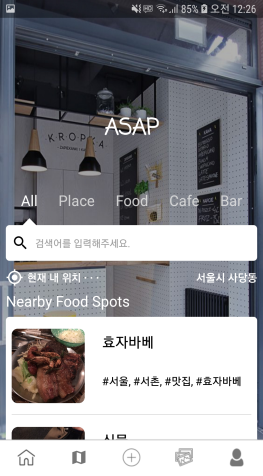 85% 오전 12:26
ASAP
KROPKA
All Place Food Cafe Bar
검색어를 입력해주세요.
현재 내 위치 · · · 서울시 사당동
Nearby Food Spots
효자바베
#서울, #서촌, #맛집, #효자바베